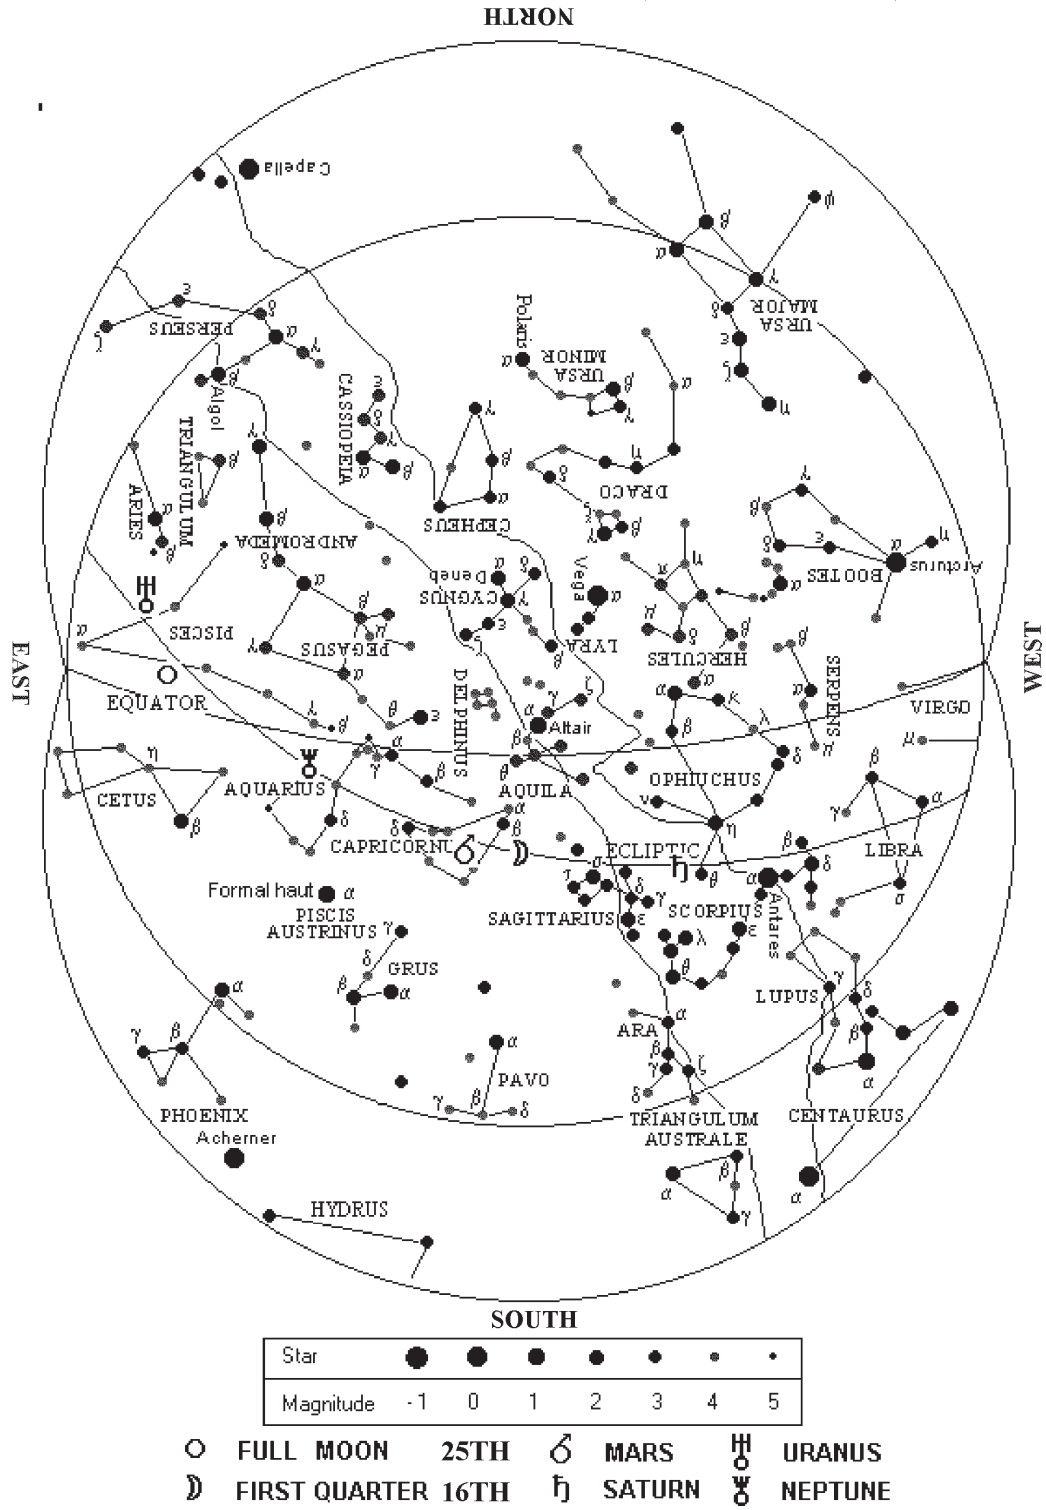 NORTH
Capella
ψ
β
α
γ
URSA
MAJOR
δ
ε
ζ
η
ε
δ
ζ
PERSEUS
α
γ
β
Algol
Polaris
α
URSA
MINOR
β
γ
CASSIOPEIA
ε
δ
γ
α
β
TRIANGULUM
β
γ
ARIES
α
β
γ
β
α
CEPHEUS
α
η
δ
DRACO
ξ
β
γ
γ
β
δ
ε
α
η
BOOTES
Arcturus
ANDROMEDA
β
δ
α
Deneb
α
δ
CYGNUS
γ
ε
ζ
β
Vega
α
LYRA
π
η
μ
δ
β
HERCULES
α
α
PISCES
α
γ
β
β
μ
PEGASUS
γ
α
θ
ε
EAST
WEST
EQUATOR
DELPHINUS
γ
ζ
α
Altair
β
θ
AQUILA
α
κ
β
λ
δ
OPHIUCHUS
ν
η
θ
β
SERPENS
α
μ
VIRGO
μ
γ
β
CETUS
η
β
AQUARIUS
α
γ
β
δ
CAPRICORNU
δ
α
β
ECLIPTIC
LIBRA
β
α
γ
σ
Formal haut
α
PISCIS
AUSTRINUS
γ
δ
GRUS
β
α
SAGITTARIUS
τ
σ
δ
γ
ε
SCORPIUS
β
δ
α
Antares
ε
λ
θ
LUPUS
γ
δ
β
α
ARA
α
β
γ
ζ
δ
α
γ
β
PHOENIX
Acherner
α
PAVO
γ
β
δ
TRIANGULUM
AUSTRALE
β
α
γ
CENTAURUS
α
HYDRUS
SOUTH
Star
Magnitude -1 0 1 2 3 4 5
FULL MOON 25TH ♂ MARS ♅ URANUS
FIRST QUARTER 16TH ♄ SATURN ♆ NEPTUNE